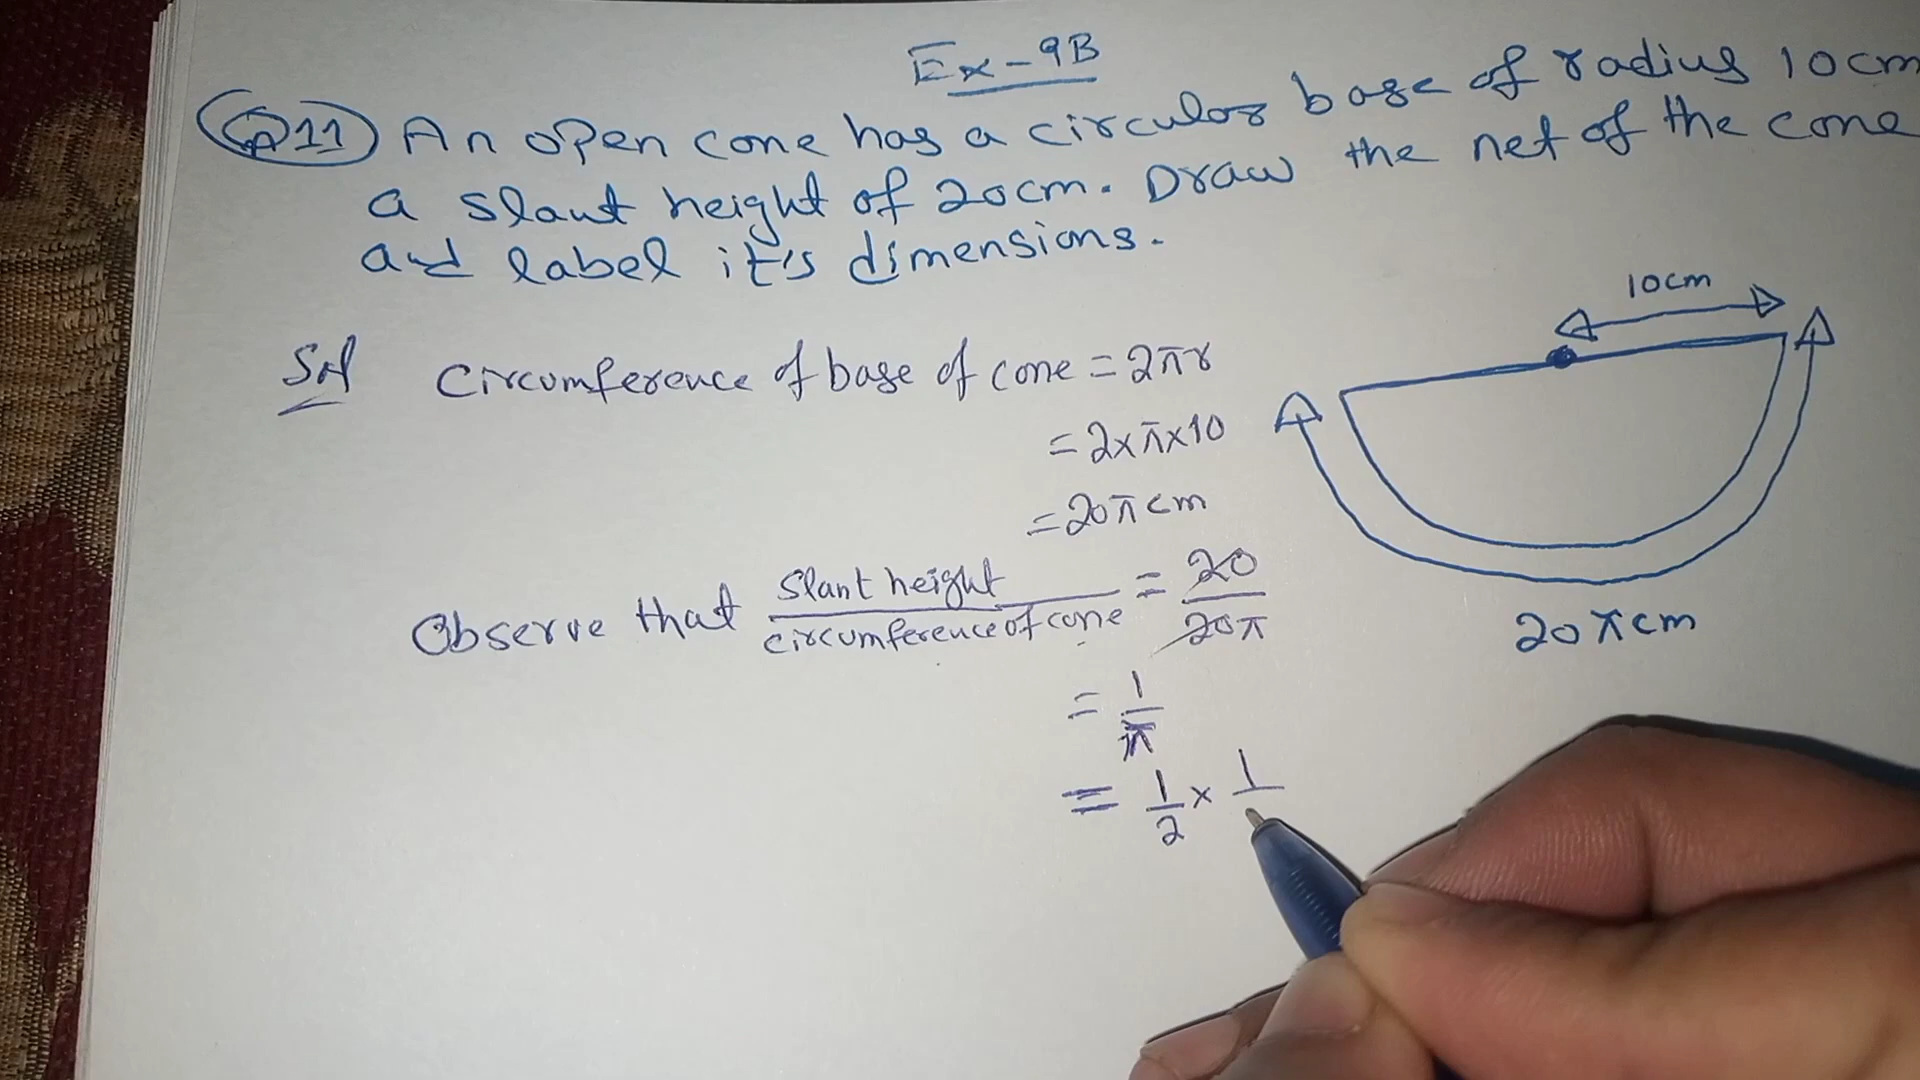 Ex-9B
Q11 An open cone has a circular base of radius 10cm
a slant height of 20cm. Draw the net of the cone
and label it's dimensions.
10cm
Sol Circumference of base of cone = 2πr
= 2×π×10
= 20π cm
Observe that slant height / circumference of cone = 20 / 20π
20πcm
= 1/π
= 1/2 × 1